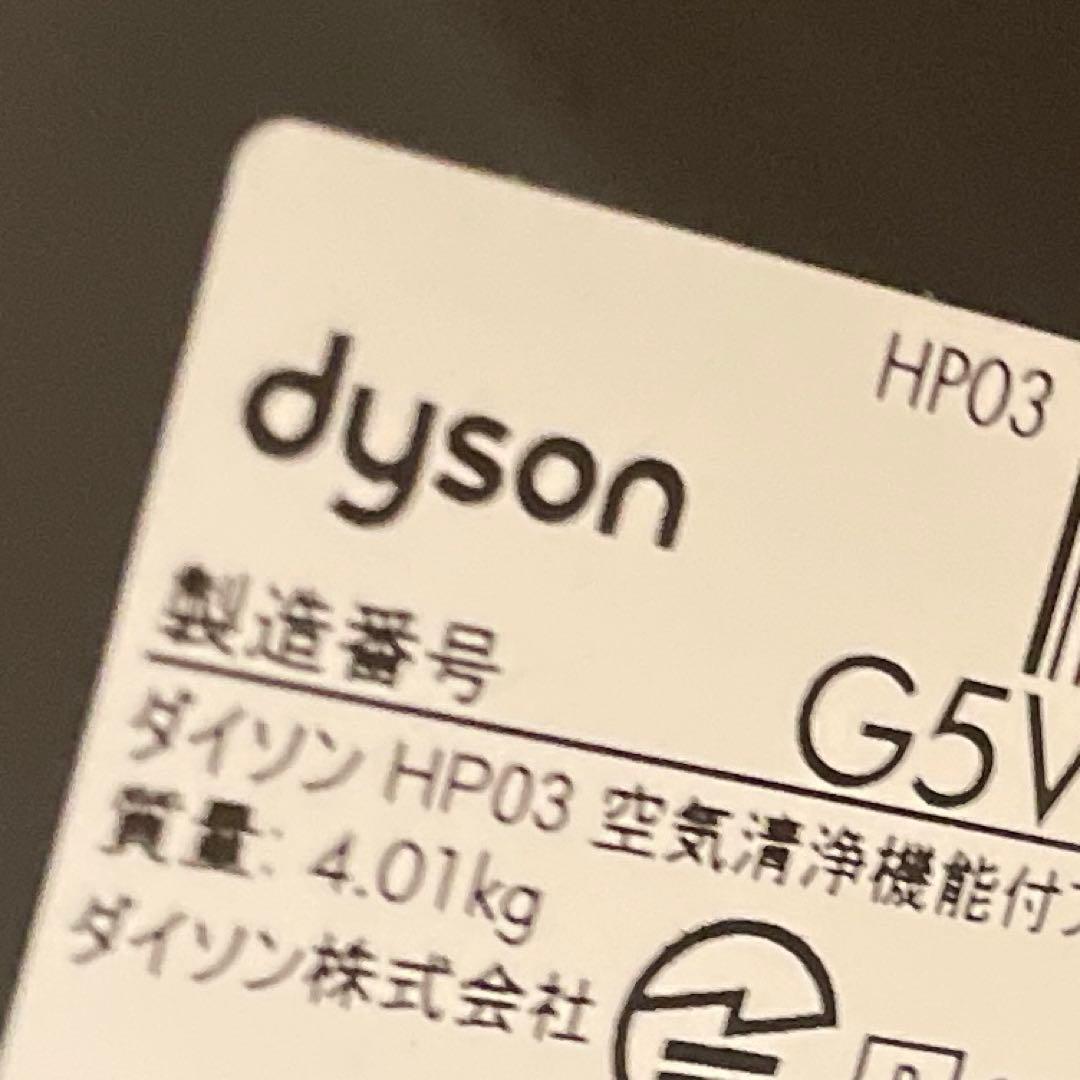 HP03
dyson
製造番号 G5V
ダイソン HP03 空気清浄機能付
質量: 4.01kg
ダイソン株式会社